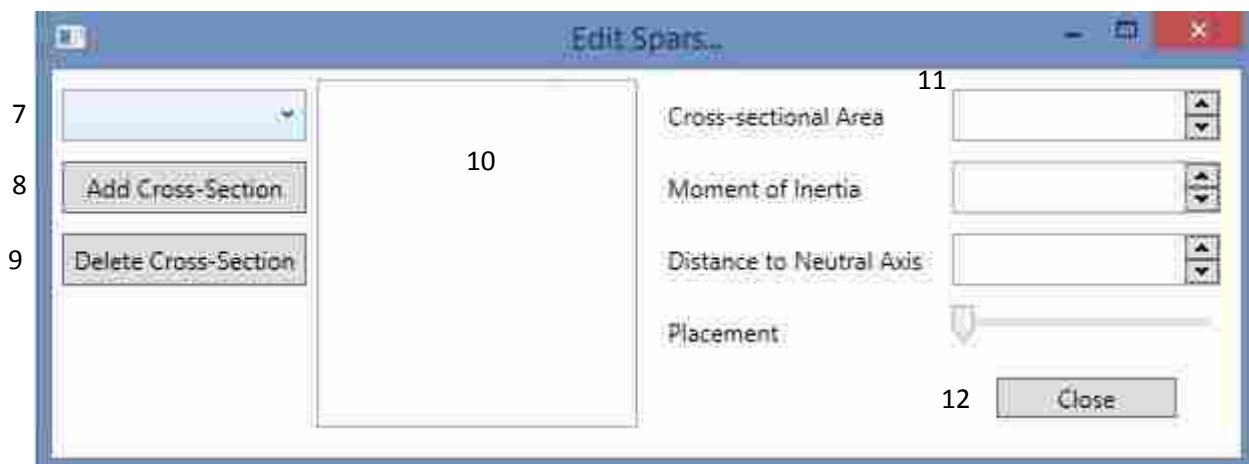 Edit Spars...
11
7
Cross-sectional Area
10
8
Add Cross-Section
Moment of Inertia
9
Delete Cross-Section
Distance to Neutral Axis
Placement
12
Close